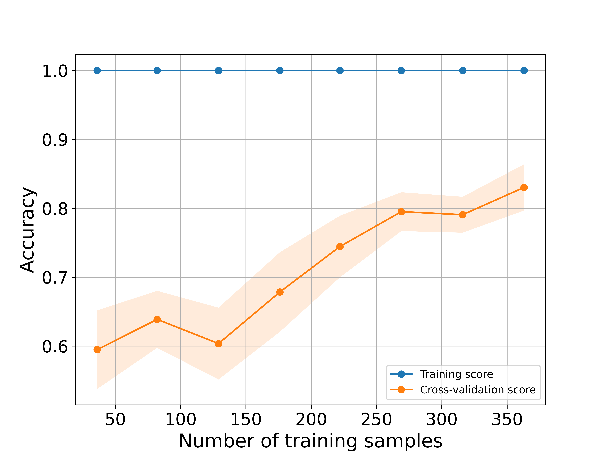 1.0
0.9
0.8
0.7
0.6
Accuracy
50 100 150 200 250 300 350
Number of training samples
Training score
Cross-validation score